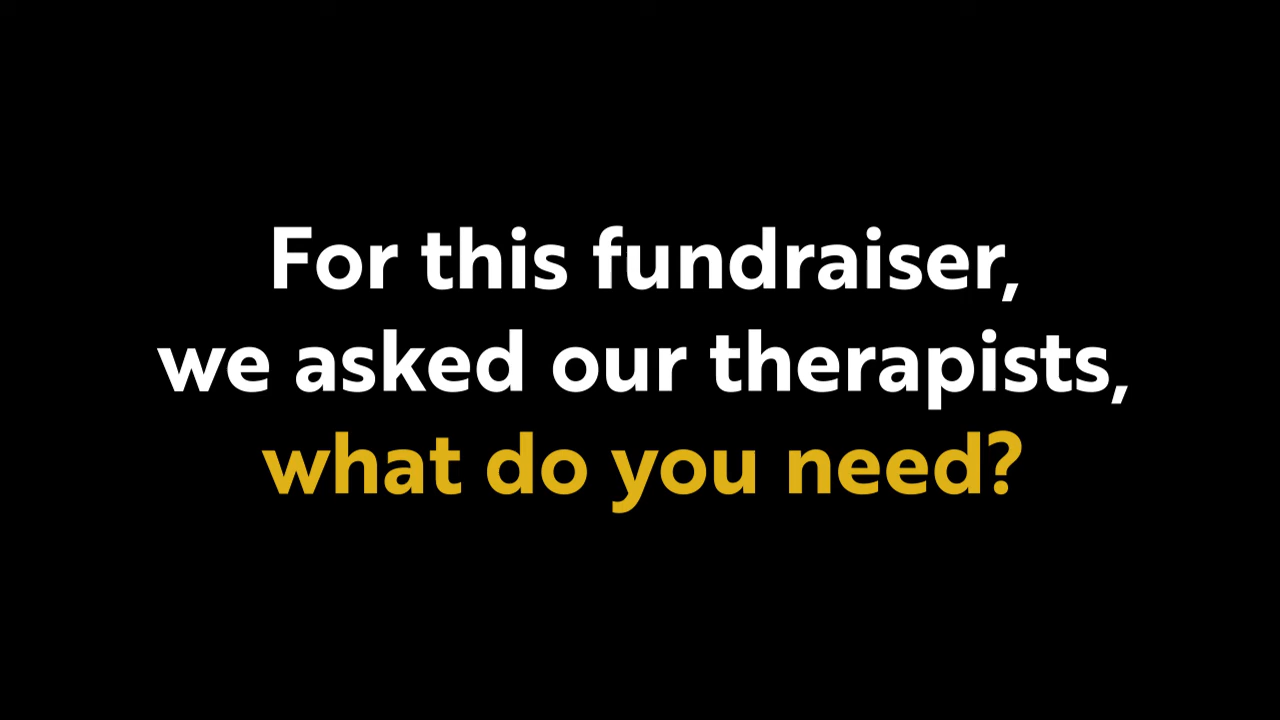 For this fundraiser,
we asked our therapists,
what do you need?